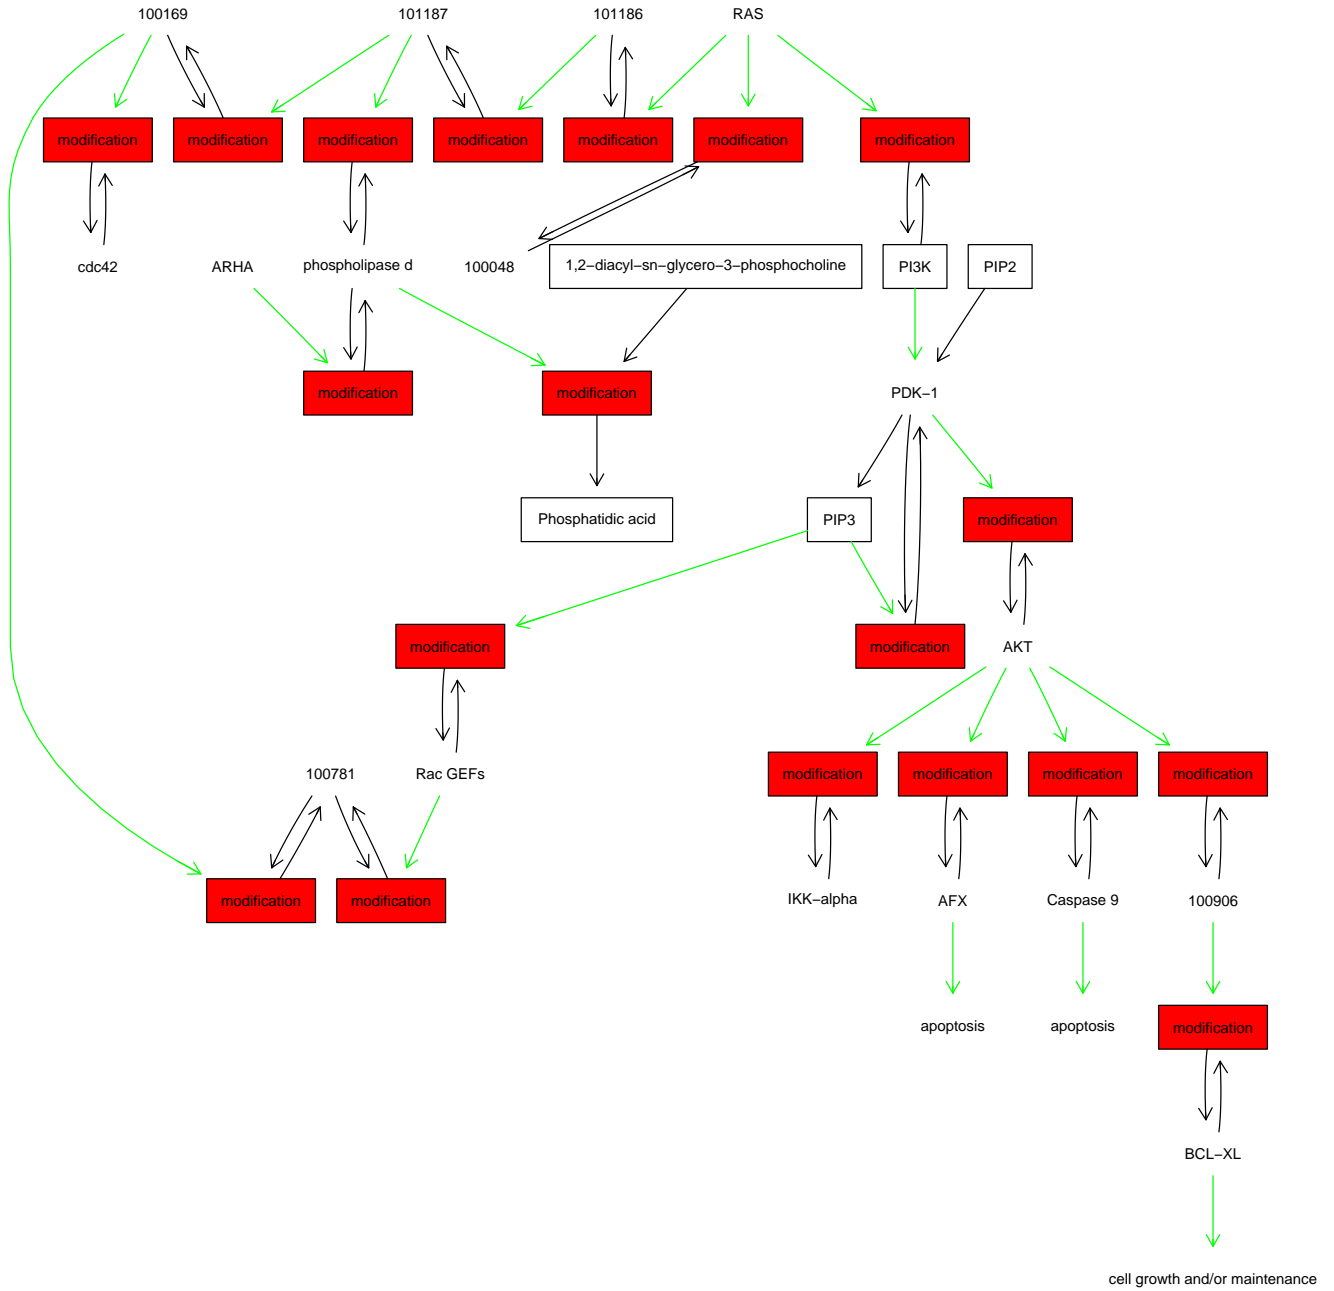 100169
101187
101186
RAS
modification
modification
modification
modification
modification
modification
modification
cdc42
ARHA
phospholipase d
100048
1,2−diacyl−sn−glycero−3−phosphocholine
PI3K
PIP2
modification
modification
PDK−1
Phosphatidic acid
PIP3
modification
modification
modification
AKT
100781
Rac GEFs
modification
modification
modification
modification
modification
modification
IKK−alpha
AFX
Caspase 9
100906
apoptosis
apoptosis
modification
BCL−XL
cell growth and/or maintenance